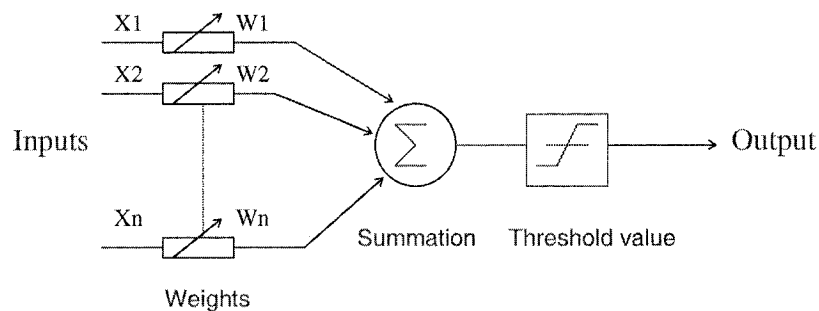 X1 W1
X2 W2
Inputs
Σ
Output
Xn Wn
Summation
Threshold value
Weights